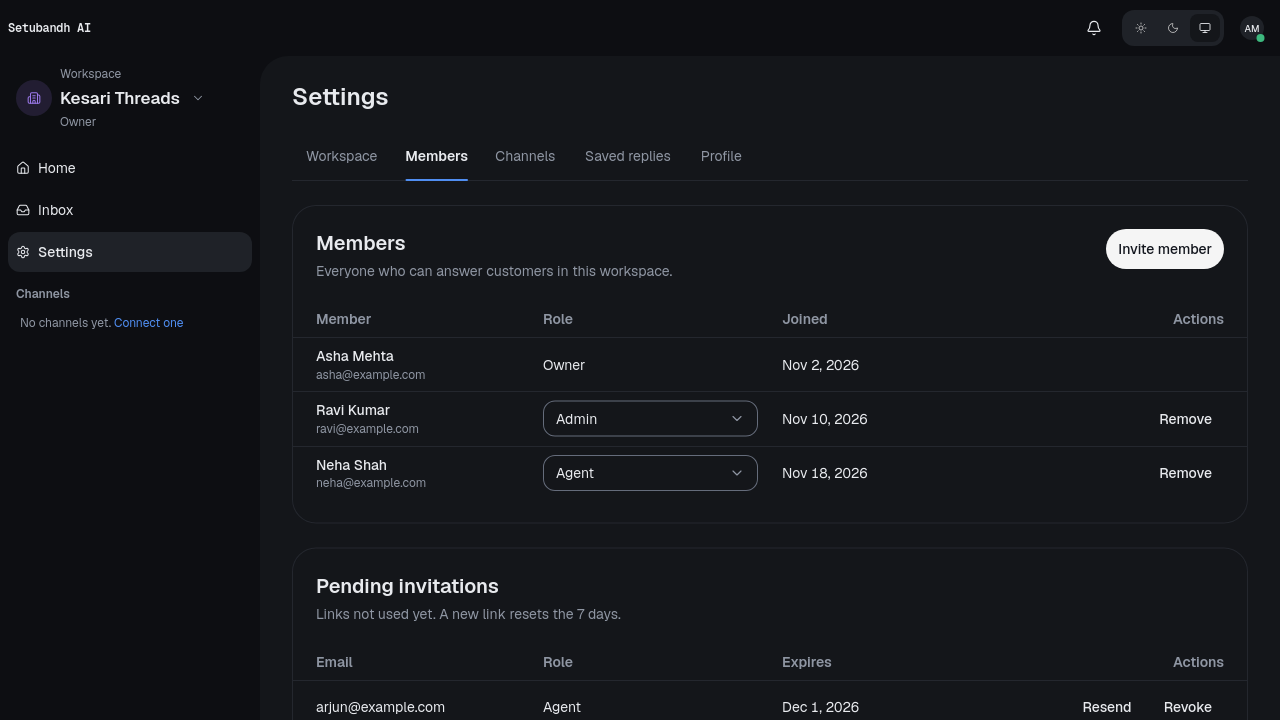 Setubandh AI
AM
Workspace
Kesari Threads
Owner
Home
Inbox
Settings
Channels
No channels yet. Connect one
Settings
Workspace Members Channels Saved replies Profile
Members
Everyone who can answer customers in this workspace.
Invite member
Member Role Joined Actions
Asha Mehta
asha@example.com
Owner Nov 2, 2026
Ravi Kumar
ravi@example.com
Admin Nov 10, 2026 Remove
Neha Shah
neha@example.com
Agent Nov 18, 2026 Remove
Pending invitations
Links not used yet. A new link resets the 7 days.
Email Role Expires Actions
arjun@example.com Agent Dec 1, 2026 Resend Revoke